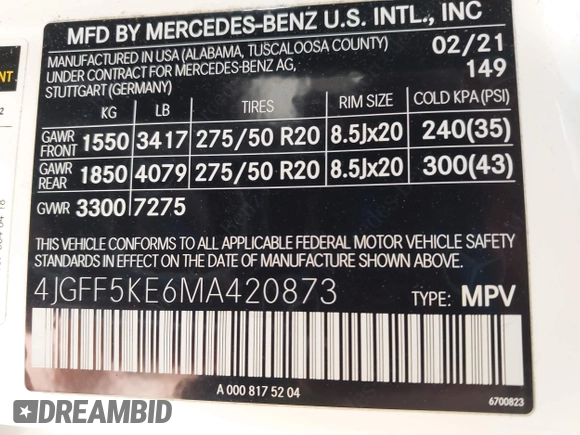 MFD BY MERCEDES-BENZ U.S. INTL., INC
MANUFACTURED IN USA (ALABAMA, TUSCALOOSA COUNTY) 02/21
UNDER CONTRACT FOR MERCEDES-BENZ AG, 149
STUTTGART (GERMANY)
KG LB TIRES RIM SIZE COLD KPA (PSI)
GAWR FRONT 1550 3417 275/50 R20 8.5Jx20 240(35)
GAWR REAR 1850 4079 275/50 R20 8.5Jx20 300(43)
GVWR 3300 7275
THIS VEHICLE CONFORMS TO ALL APPLICABLE FEDERAL MOTOR VEHICLE SAFETY
STANDARDS IN EFFECT ON THE DATE OF MANUFACTURE SHOWN ABOVE.
4JGFF5KE6MA420873 TYPE: MPV
A 000 817 52 04
6700823
DREAMBID